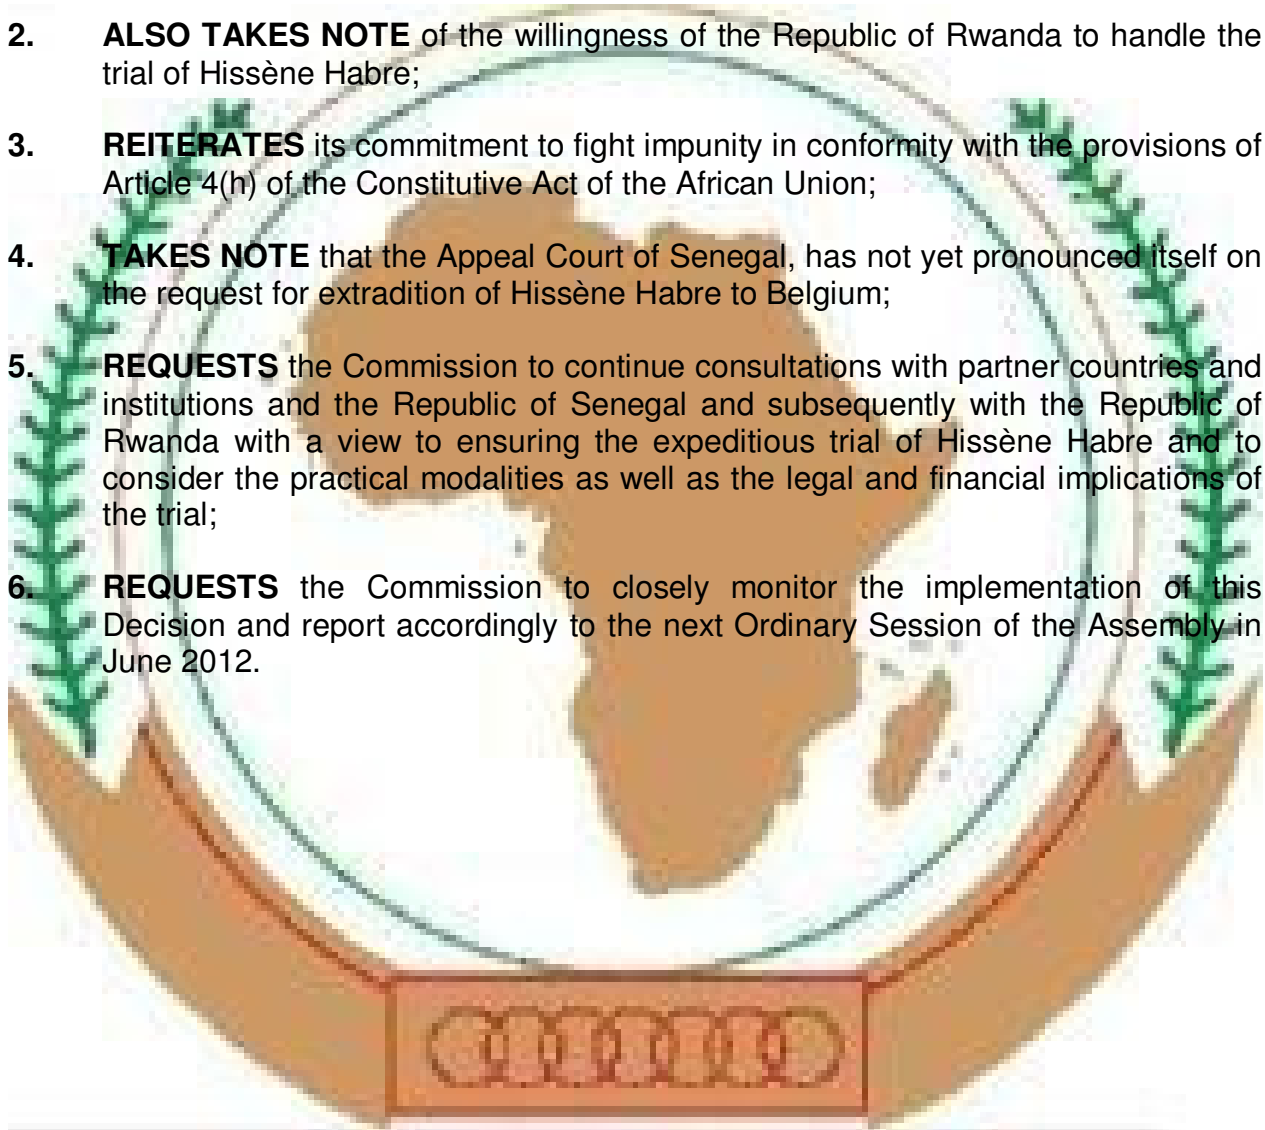 2. ALSO TAKES NOTE of the willingness of the Republic of Rwanda to handle the
trial of Hissène Habre;
3. REITERATES its commitment to fight impunity in conformity with the provisions of
Article 4(h) of the Constitutive Act of the African Union;
4. TAKES NOTE that the Appeal Court of Senegal, has not yet pronounced itself on
the request for extradition of Hissène Habre to Belgium;
5. REQUESTS the Commission to continue consultations with partner countries and
institutions and the Republic of Senegal and subsequently with the Republic of
Rwanda with a view to ensuring the expeditious trial of Hissène Habre and to
consider the practical modalities as well as the legal and financial implications of
the trial;
6. REQUESTS the Commission to closely monitor the implementation of this
Decision and report accordingly to the next Ordinary Session of the Assembly in
June 2012.